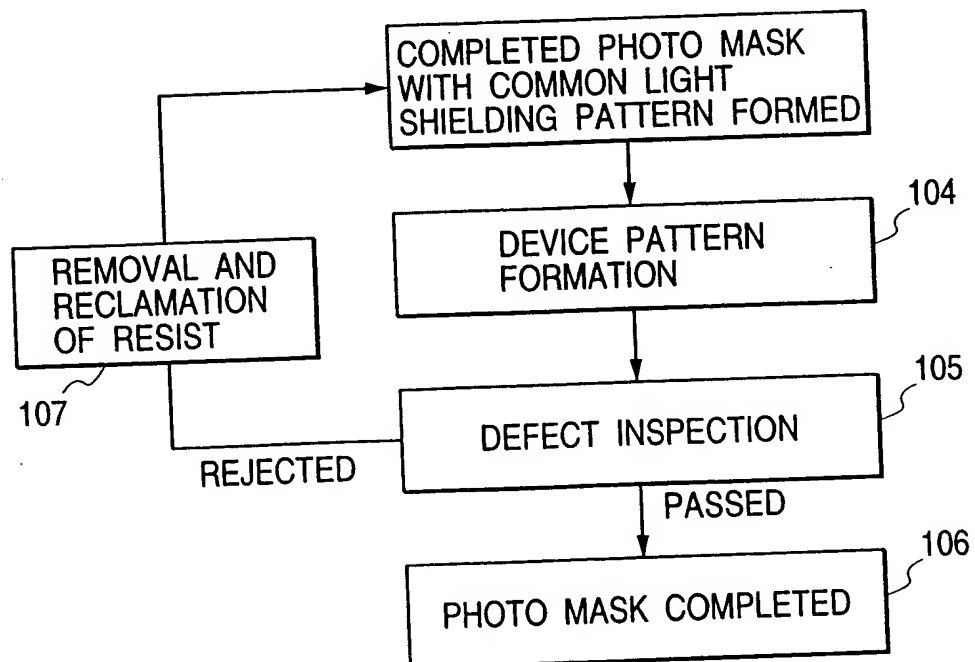 COMPLETED PHOTO MASK
WITH COMMON LIGHT
SHIELDING PATTERN FORMED
104
DEVICE PATTERN
FORMATION
REMOVAL AND
RECLAMATION
OF RESIST
107
105
DEFECT INSPECTION
REJECTED
PASSED
106
PHOTO MASK COMPLETED